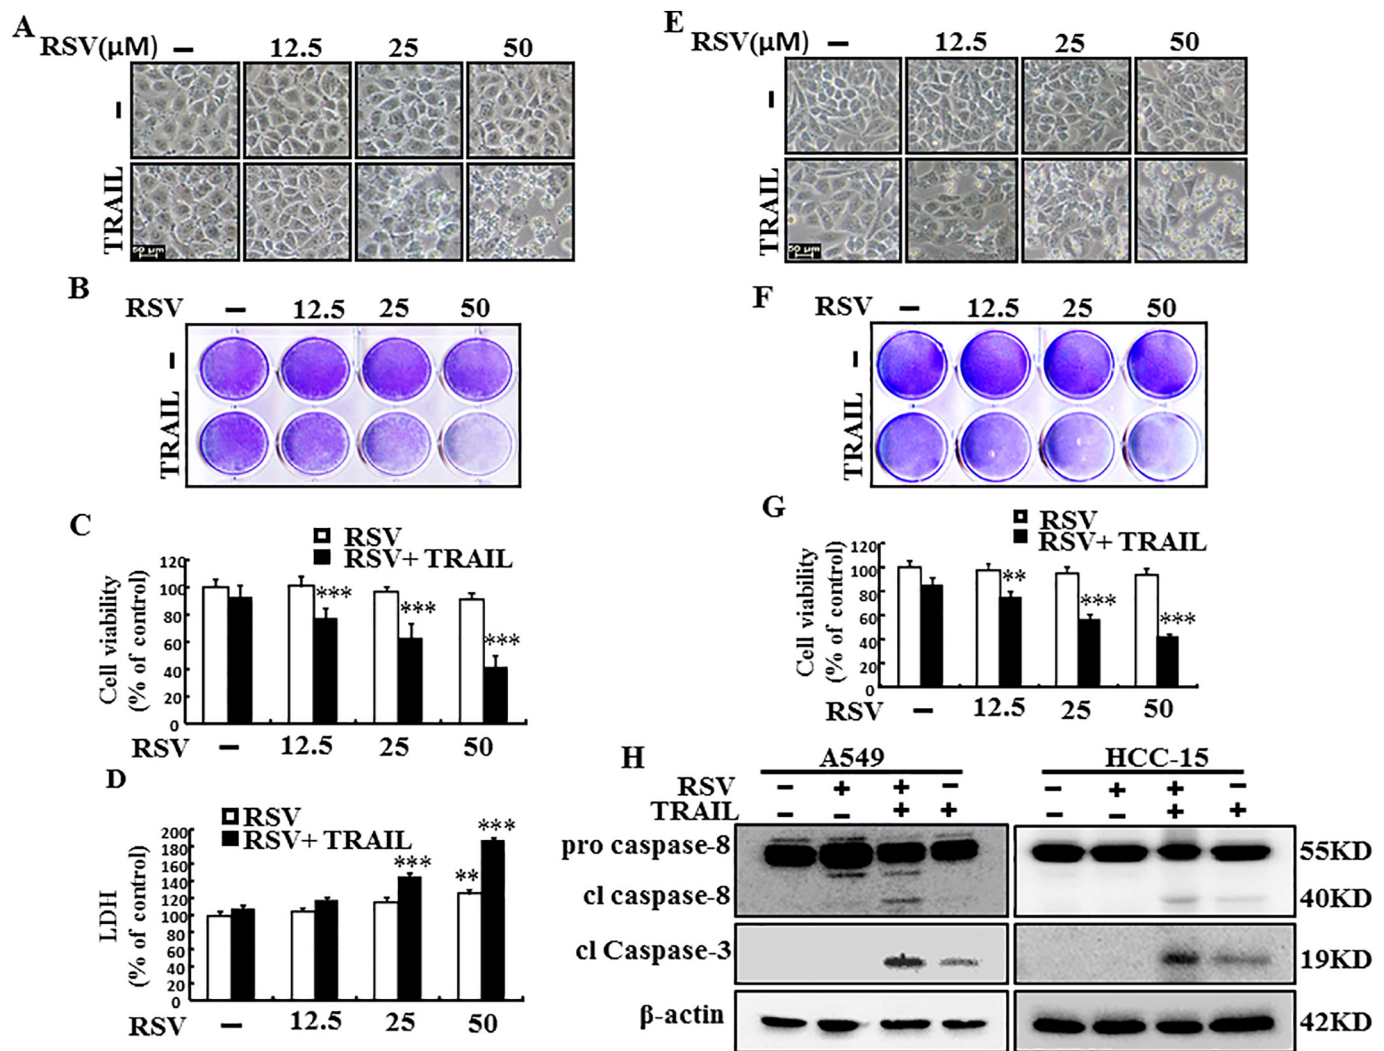 A
RSV(μM) – 12.5 25 50
–
TRAIL
50 μm
B
RSV – 12.5 25 50
–
TRAIL
C
RSV
RSV+ TRAIL
Cell viability
(% of control)
120
100
80
60
40
20
0
*** *** ***
RSV – 12.5 25 50
D
RSV
RSV+ TRAIL
LDH
(% of control)
200
180
160
140
120
100
80
60
40
20
0
*** ** ***
RSV – 12.5 25 50
E
RSV(μM) – 12.5 25 50
–
TRAIL
50 μm
F
RSV – 12.5 25 50
–
TRAIL
G
RSV
RSV+ TRAIL
Cell viability
(% of control)
120
100
80
60
40
20
0
** *** ***
RSV – 12.5 25 50
H
A549 HCC-15
RSV – + + – – + + –
TRAIL – – + + – – + +
pro caspase-8 55KD
cl caspase-8 40KD
cl Caspase-3 19KD
β-actin 42KD